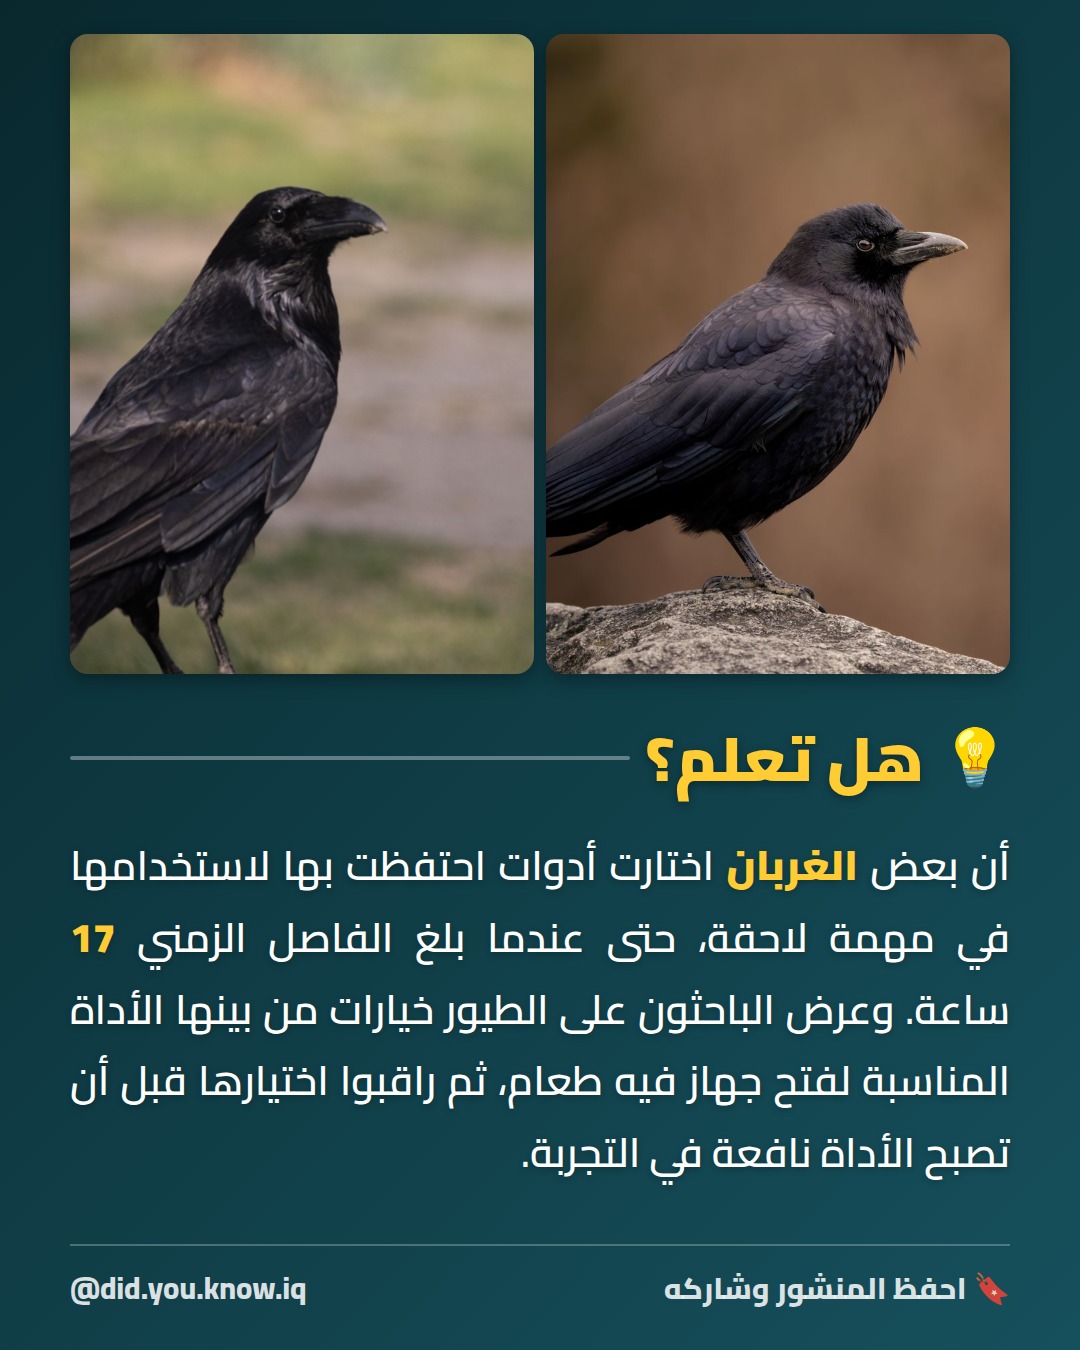 💡 هل تعلم؟
أن بعض الغربان اختارت أدوات احتفظت بها لاستخدامها
في مهمة لاحقة، حتى عندما بلغ الفاصل الزمني 17
ساعة. وعرض الباحثون على الطيور خيارات من بينها الأداة
المناسبة لفتح جهاز فيه طعام، ثم راقبوا اختيارها قبل أن
تصبح الأداة نافعة في التجربة.
🔖 احفظ المنشور وشاركه
@did.you.know.iq